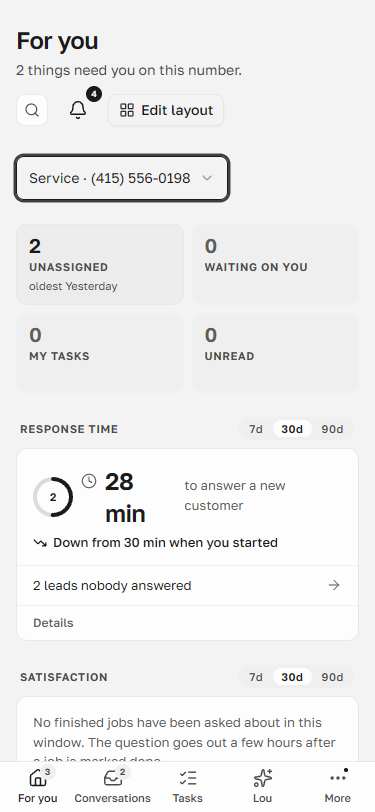 For you
2 things need you on this number.
4
Edit layout
Service · (415) 556-0198
2
UNASSIGNED
oldest Yesterday
0
WAITING ON YOU
0
MY TASKS
0
UNREAD
RESPONSE TIME
7d 30d 90d
2
28
min
to answer a new
customer
Down from 30 min when you started
2 leads nobody answered
Details
SATISFACTION
7d 30d 90d
No finished jobs have been asked about in this
window. The question goes out a few hours after
a job is marked done.
3
2
For you
Conversations
Tasks
Lou
More